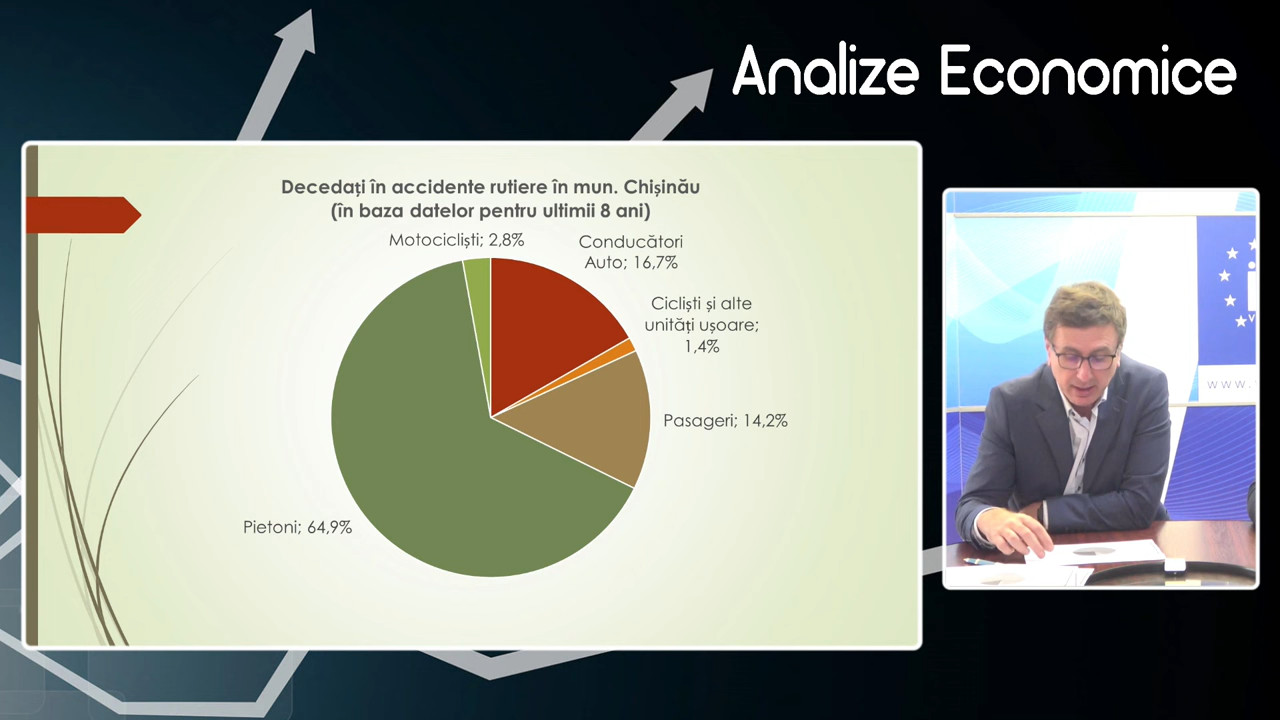 Analize Economice
Decedați în accidente rutiere în mun. Chișinău
(în baza datelor pentru ultimii 8 ani)
Motocicliști; 2,8%
Conducători
Auto; 16,7%
Cicliști și alte
unități ușoare;
1,4%
Pasageri; 14,2%
Pietoni; 64,9%
www.